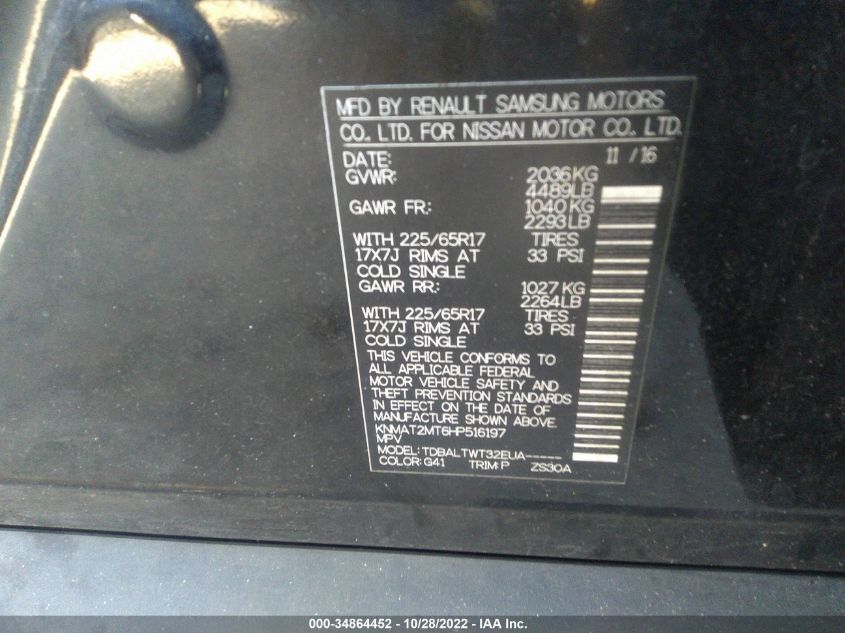 MFD BY RENAULT SAMSUNG MOTORS
CO., LTD. FOR NISSAN MOTOR CO., LTD.
DATE: 11 / 16
GVWR: 2036KG
4489LB
GAWR FR: 1040KG
2293LB
WITH 225/65R17 TIRES
17X7J RIMS AT 33 PSI
COLD SINGLE
GAWR RR: 1027KG
2264LB
WITH 225/65R17 TIRES
17X7J RIMS AT 33 PSI
COLD SINGLE
THIS VEHICLE CONFORMS TO
ALL APPLICABLE FEDERAL
MOTOR VEHICLE SAFETY AND
THEFT PREVENTION STANDARDS
IN EFFECT ON THE DATE OF
MANUFACTURE SHOWN ABOVE.
KNMAT2MT6HP516197
MPV
MODEL: TDBALTWT32EUA-----
COLOR: G41 TRIM: P ZS30A
000-34864452 - 10/28/2022 - IAA Inc.